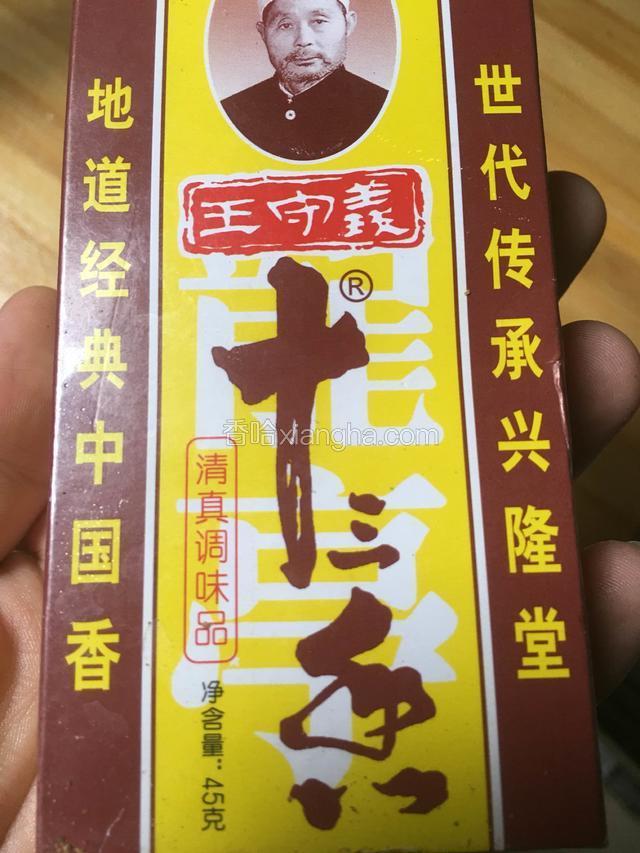 地道经典中国香
世代传承兴隆堂
王守義
十三香
®
龍亭
清真调味品
净含量:45克
香哈xiangha.com